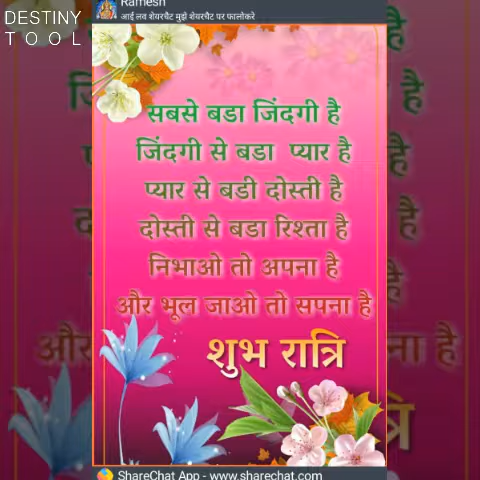 DESTINY
TOOL
Ramesh
आई लव शेयरचैट मुझे शेयरचैट पर फालोकरे
सबसे बडा जिंदगी है
जिंदगी से बडा प्यार है
प्यार से बडी दोस्ती है
दोस्ती से बडा रिश्ता है
निभाओ तो अपना है
और भूल जाओ तो सपना है
शुभ रात्रि
ShareChat App - www.sharechat.com